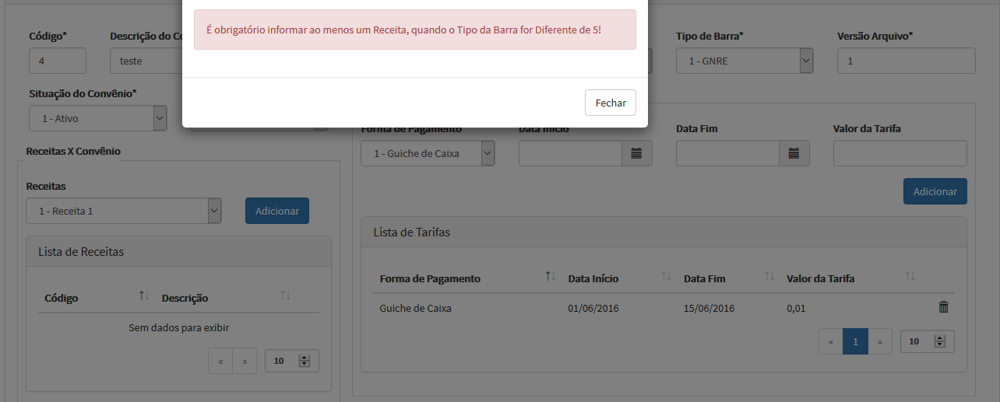 É obrigatório informar ao menos um Receita, quando o Tipo da Barra for Diferente de 5!
Fechar
Código* Descrição do Co Tipo de Barra* Versão Arquivo*
4 teste 1 - GNRE 1
Situação do Convênio*
1 - Ativo
Receitas X Convênio
Receitas
1 - Receita 1 Adicionar
Lista de Receitas
Código Descrição
Sem dados para exibir
« » 10
Forma de Pagamento Data Início Data Fim Valor da Tarifa
1 - Guiche de Caixa
Adicionar
Lista de Tarifas
Forma de Pagamento Data Início Data Fim Valor da Tarifa
Guiche de Caixa 01/06/2016 15/06/2016 0,01
« 1 » 10